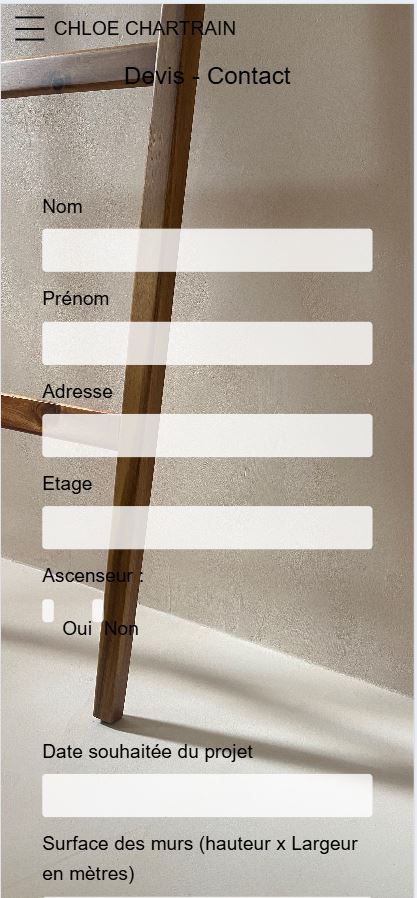 CHLOE CHARTRAIN
Devis - Contact
Nom
Prénom
Adresse
Etage
Ascenseur :
Oui Non
Date souhaitée du projet
Surface des murs (hauteur x Largeur
en mètres)